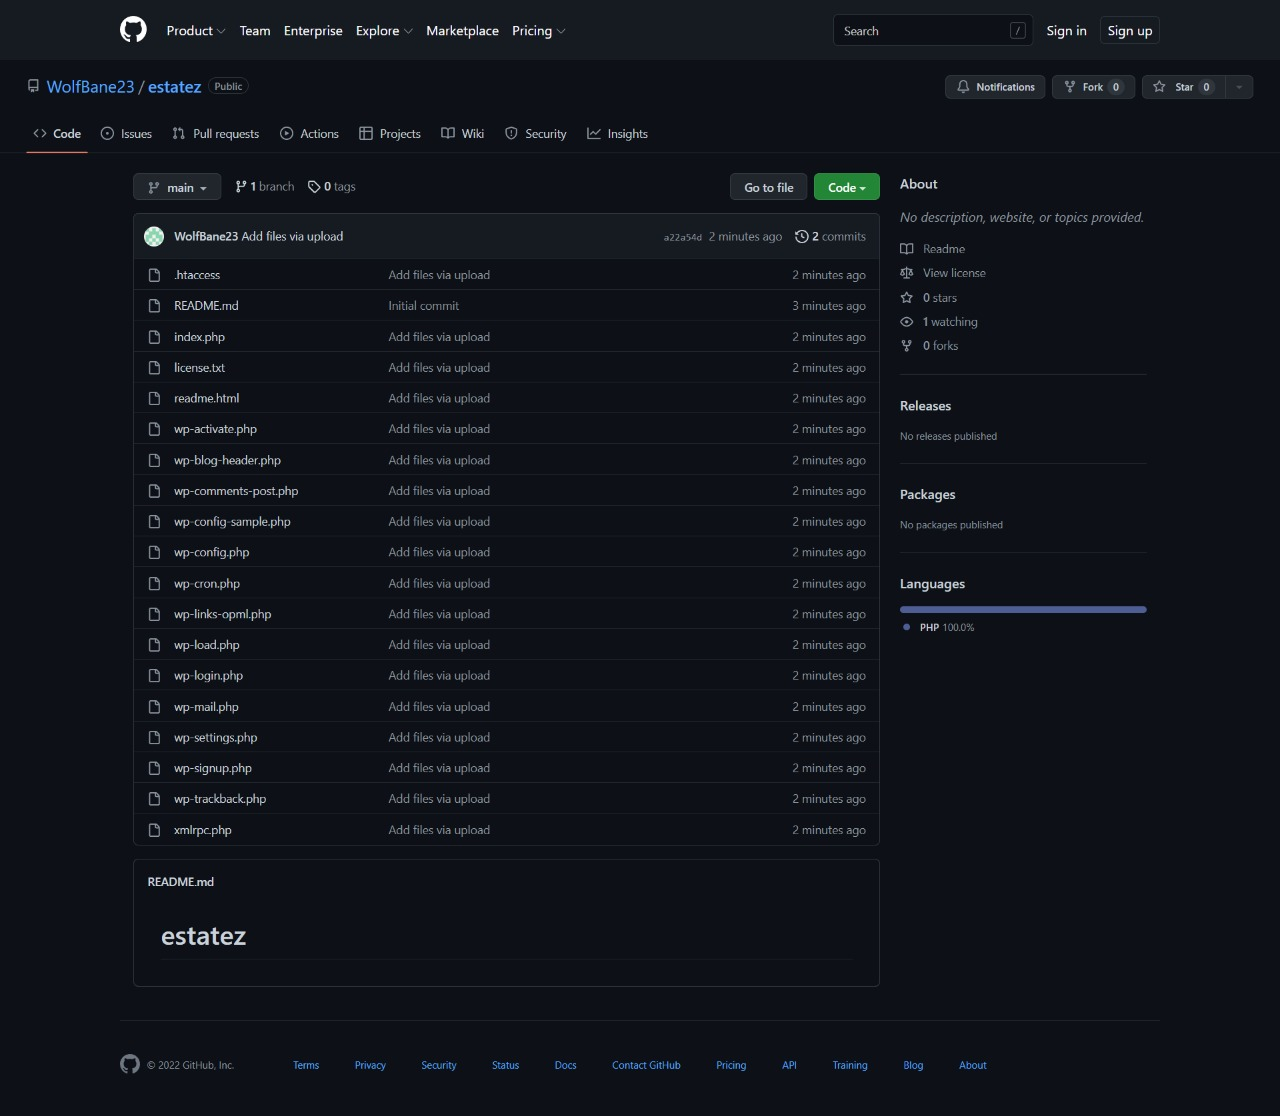 Product Team Enterprise Explore Marketplace Pricing Search / Sign in Sign up
WolfBane23 / estatez Public Notifications Fork 0 Star 0
Code Issues Pull requests Actions Projects Wiki Security Insights
main 1 branch 0 tags Go to file Code
WolfBane23 Add files via upload a22a54d 2 minutes ago 2 commits
.htaccess Add files via upload 2 minutes ago
README.md Initial commit 3 minutes ago
index.php Add files via upload 2 minutes ago
license.txt Add files via upload 2 minutes ago
readme.html Add files via upload 2 minutes ago
wp-activate.php Add files via upload 2 minutes ago
wp-blog-header.php Add files via upload 2 minutes ago
wp-comments-post.php Add files via upload 2 minutes ago
wp-config-sample.php Add files via upload 2 minutes ago
wp-config.php Add files via upload 2 minutes ago
wp-cron.php Add files via upload 2 minutes ago
wp-links-opml.php Add files via upload 2 minutes ago
wp-load.php Add files via upload 2 minutes ago
wp-login.php Add files via upload 2 minutes ago
wp-mail.php Add files via upload 2 minutes ago
wp-settings.php Add files via upload 2 minutes ago
wp-signup.php Add files via upload 2 minutes ago
wp-trackback.php Add files via upload 2 minutes ago
xmlrpc.php Add files via upload 2 minutes ago
README.md
estatez
About
No description, website, or topics provided.
Readme
View license
0 stars
1 watching
0 forks
Releases
No releases published
Packages
No packages published
Languages
PHP 100.0%
© 2022 GitHub, Inc. Terms Privacy Security Status Docs Contact GitHub Pricing API Training Blog About